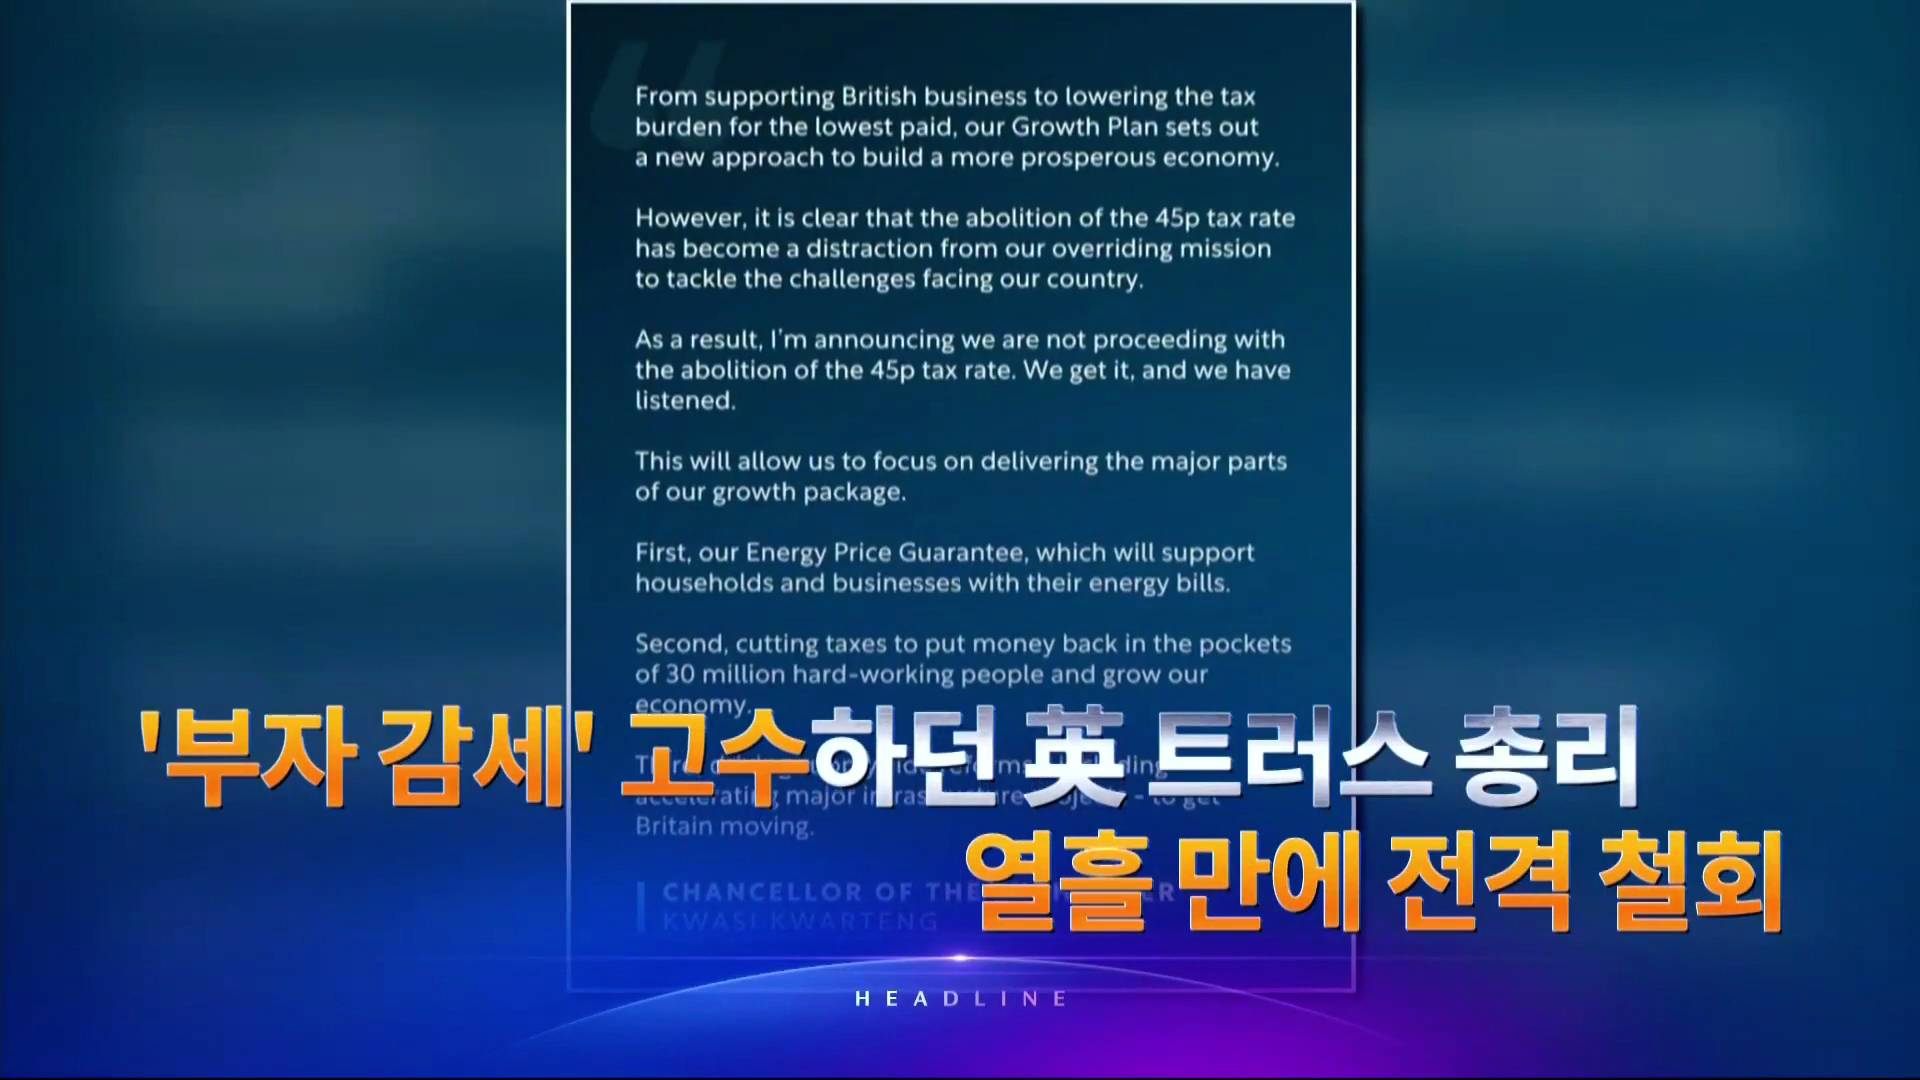 From supporting British business to lowering the tax
burden for the lowest paid, our Growth Plan sets out
a new approach to build a more prosperous economy.
However, it is clear that the abolition of the 45p tax rate
has become a distraction from our overriding mission
to tackle the challenges facing our country.
As a result, I'm announcing we are not proceeding with
the abolition of the 45p tax rate. We get it, and we have
listened.
This will allow us to focus on delivering the major parts
of our growth package.
First, our Energy Price Guarantee, which will support
households and businesses with their energy bills.
Second, cutting taxes to put money back in the pockets
of 30 million hard-working people and grow our
economy.
'부자 감세' 고수하던 英 트러스 총리
accelerating major infrastructure projects - to get
Britain moving.
열흘 만에 전격 철회
CHANCELLOR OF THE
KWASI KWARTENG
HEADLINE